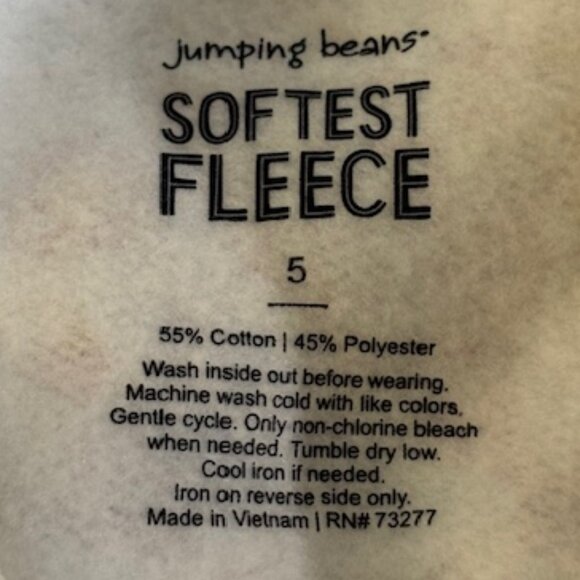 jumping beans®
SOFTEST
FLEECE
5
55% Cotton | 45% Polyester
Wash inside out before wearing.
Machine wash cold with like colors.
Gentle cycle. Only non-chlorine bleach
when needed. Tumble dry low.
Cool iron if needed.
Iron on reverse side only.
Made in Vietnam | RN# 73277